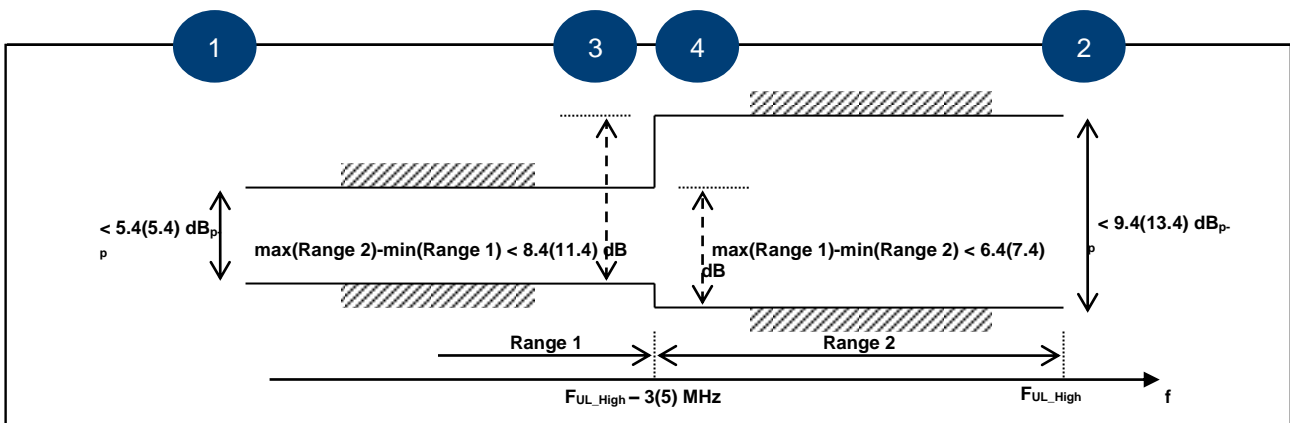 1
3
4
2
< 5.4(5.4) dBp-
p
max(Range 2)-min(Range 1) < 8.4(11.4) dB
max(Range 1)-min(Range 2) < 6.4(7.4)
dB
< 9.4(13.4) dBp-
p
Range 1
Range 2
FUL_High – 3(5) MHz
FUL_High
f